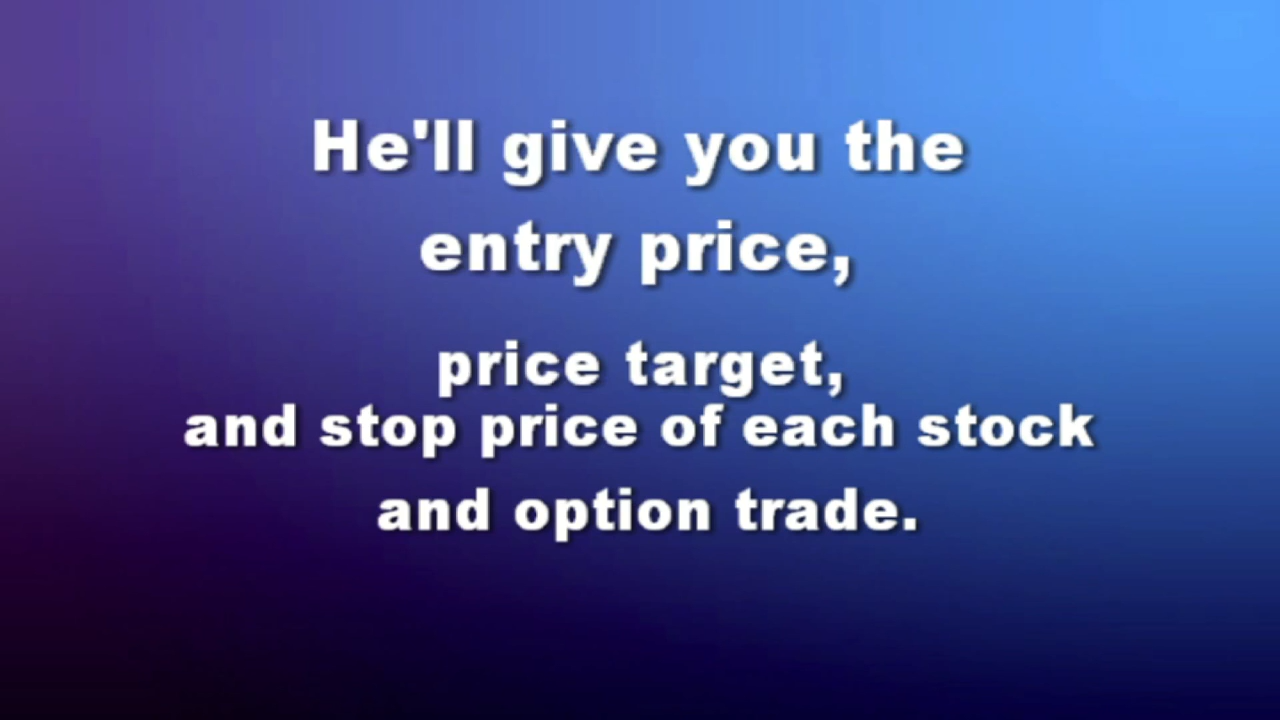 He'll give you the
entry price,
price target,
and stop price of each stock
and option trade.